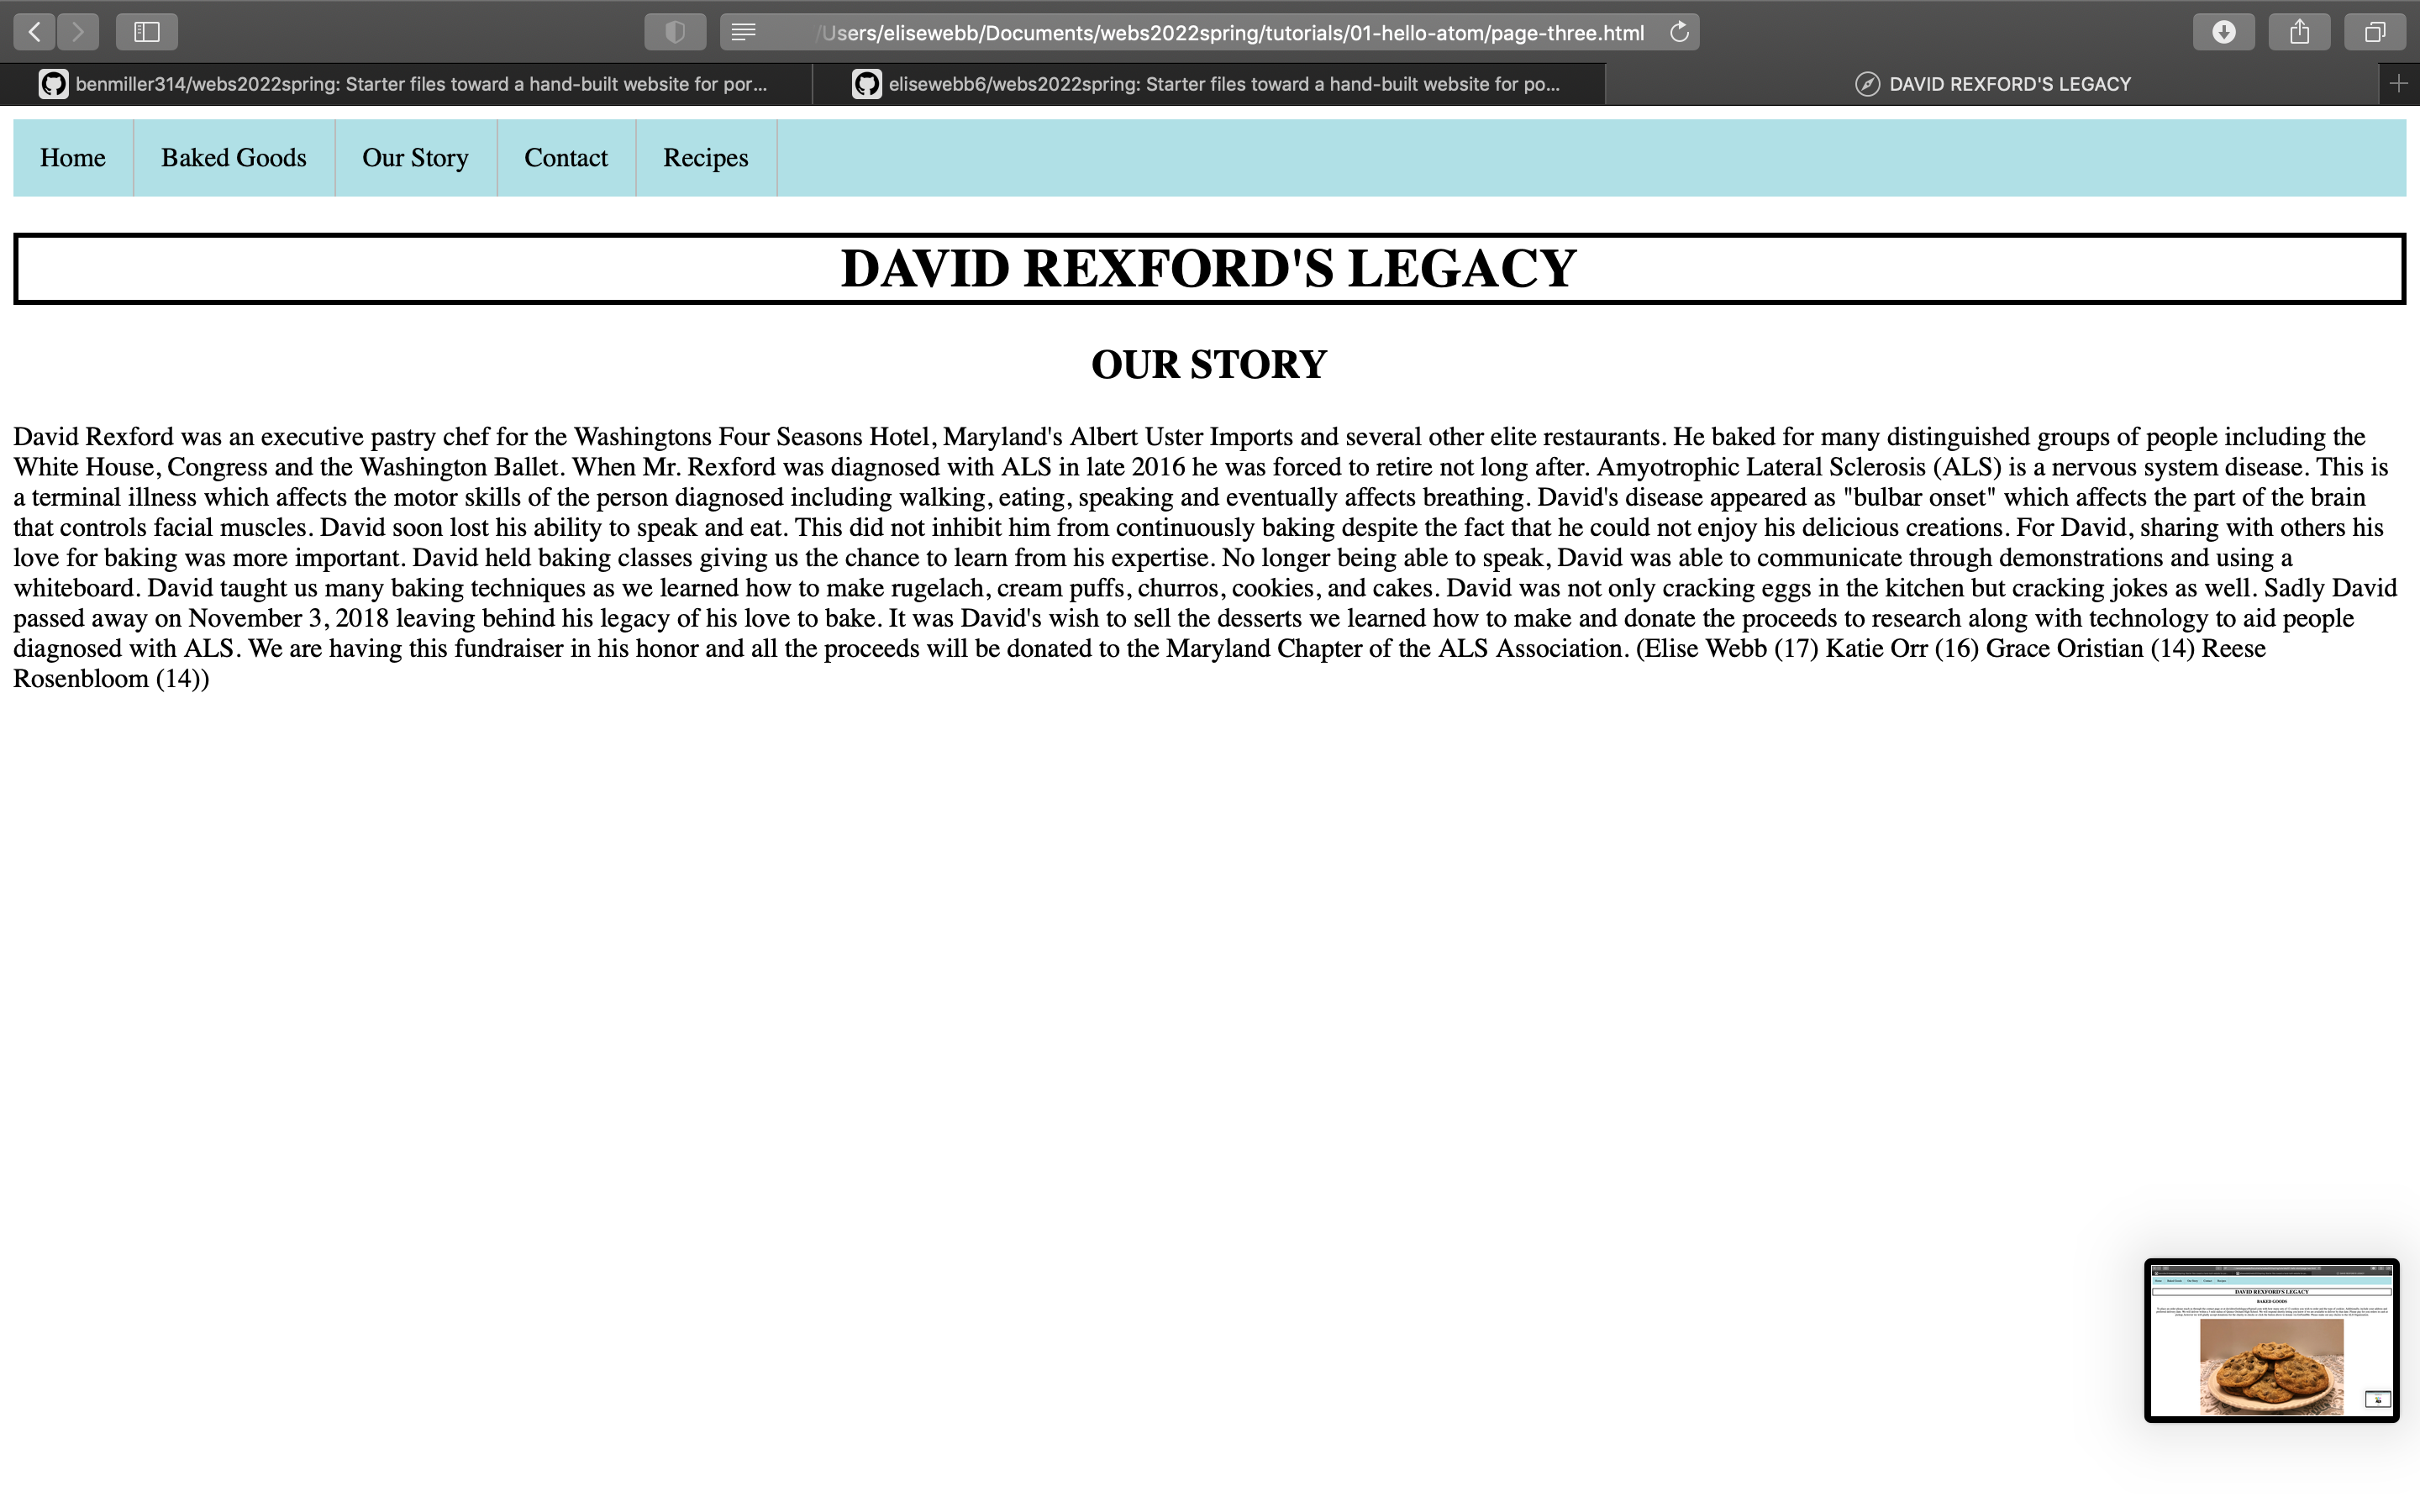 /Users/elisewebb/Documents/webs2022spring/tutorials/01-hello-atom/page-three.html
benmiller314/webs2022spring: Starter files toward a hand-built website for por...
elisewebb6/webs2022spring: Starter files toward a hand-built website for po...
DAVID REXFORD'S LEGACY
Home
Baked Goods
Our Story
Contact
Recipes
DAVID REXFORD'S LEGACY
OUR STORY
David Rexford was an executive pastry chef for the Washingtons Four Seasons Hotel, Maryland's Albert Uster Imports and several other elite restaurants. He baked for many distinguished groups of people including the
White House, Congress and the Washington Ballet. When Mr. Rexford was diagnosed with ALS in late 2016 he was forced to retire not long after. Amyotrophic Lateral Sclerosis (ALS) is a nervous system disease. This is
a terminal illness which affects the motor skills of the person diagnosed including walking, eating, speaking and eventually affects breathing. David's disease appeared as "bulbar onset" which affects the part of the brain
that controls facial muscles. David soon lost his ability to speak and eat. This did not inhibit him from continuously baking despite the fact that he could not enjoy his delicious creations. For David, sharing with others his
love for baking was more important. David held baking classes giving us the chance to learn from his expertise. No longer being able to speak, David was able to communicate through demonstrations and using a
whiteboard. David taught us many baking techniques as we learned how to make rugelach, cream puffs, churros, cookies, and cakes. David was not only cracking eggs in the kitchen but cracking jokes as well. Sadly David
passed away on November 3, 2018 leaving behind his legacy of his love to bake. It was David's wish to sell the desserts we learned how to make and donate the proceeds to research along with technology to aid people
diagnosed with ALS. We are having this fundraiser in his honor and all the proceeds will be donated to the Maryland Chapter of the ALS Association. (Elise Webb (17) Katie Orr (16) Grace Oristian (14) Reese
Rosenbloom (14))
DAVID REXFORD'S LEGACY
BAKED GOODS